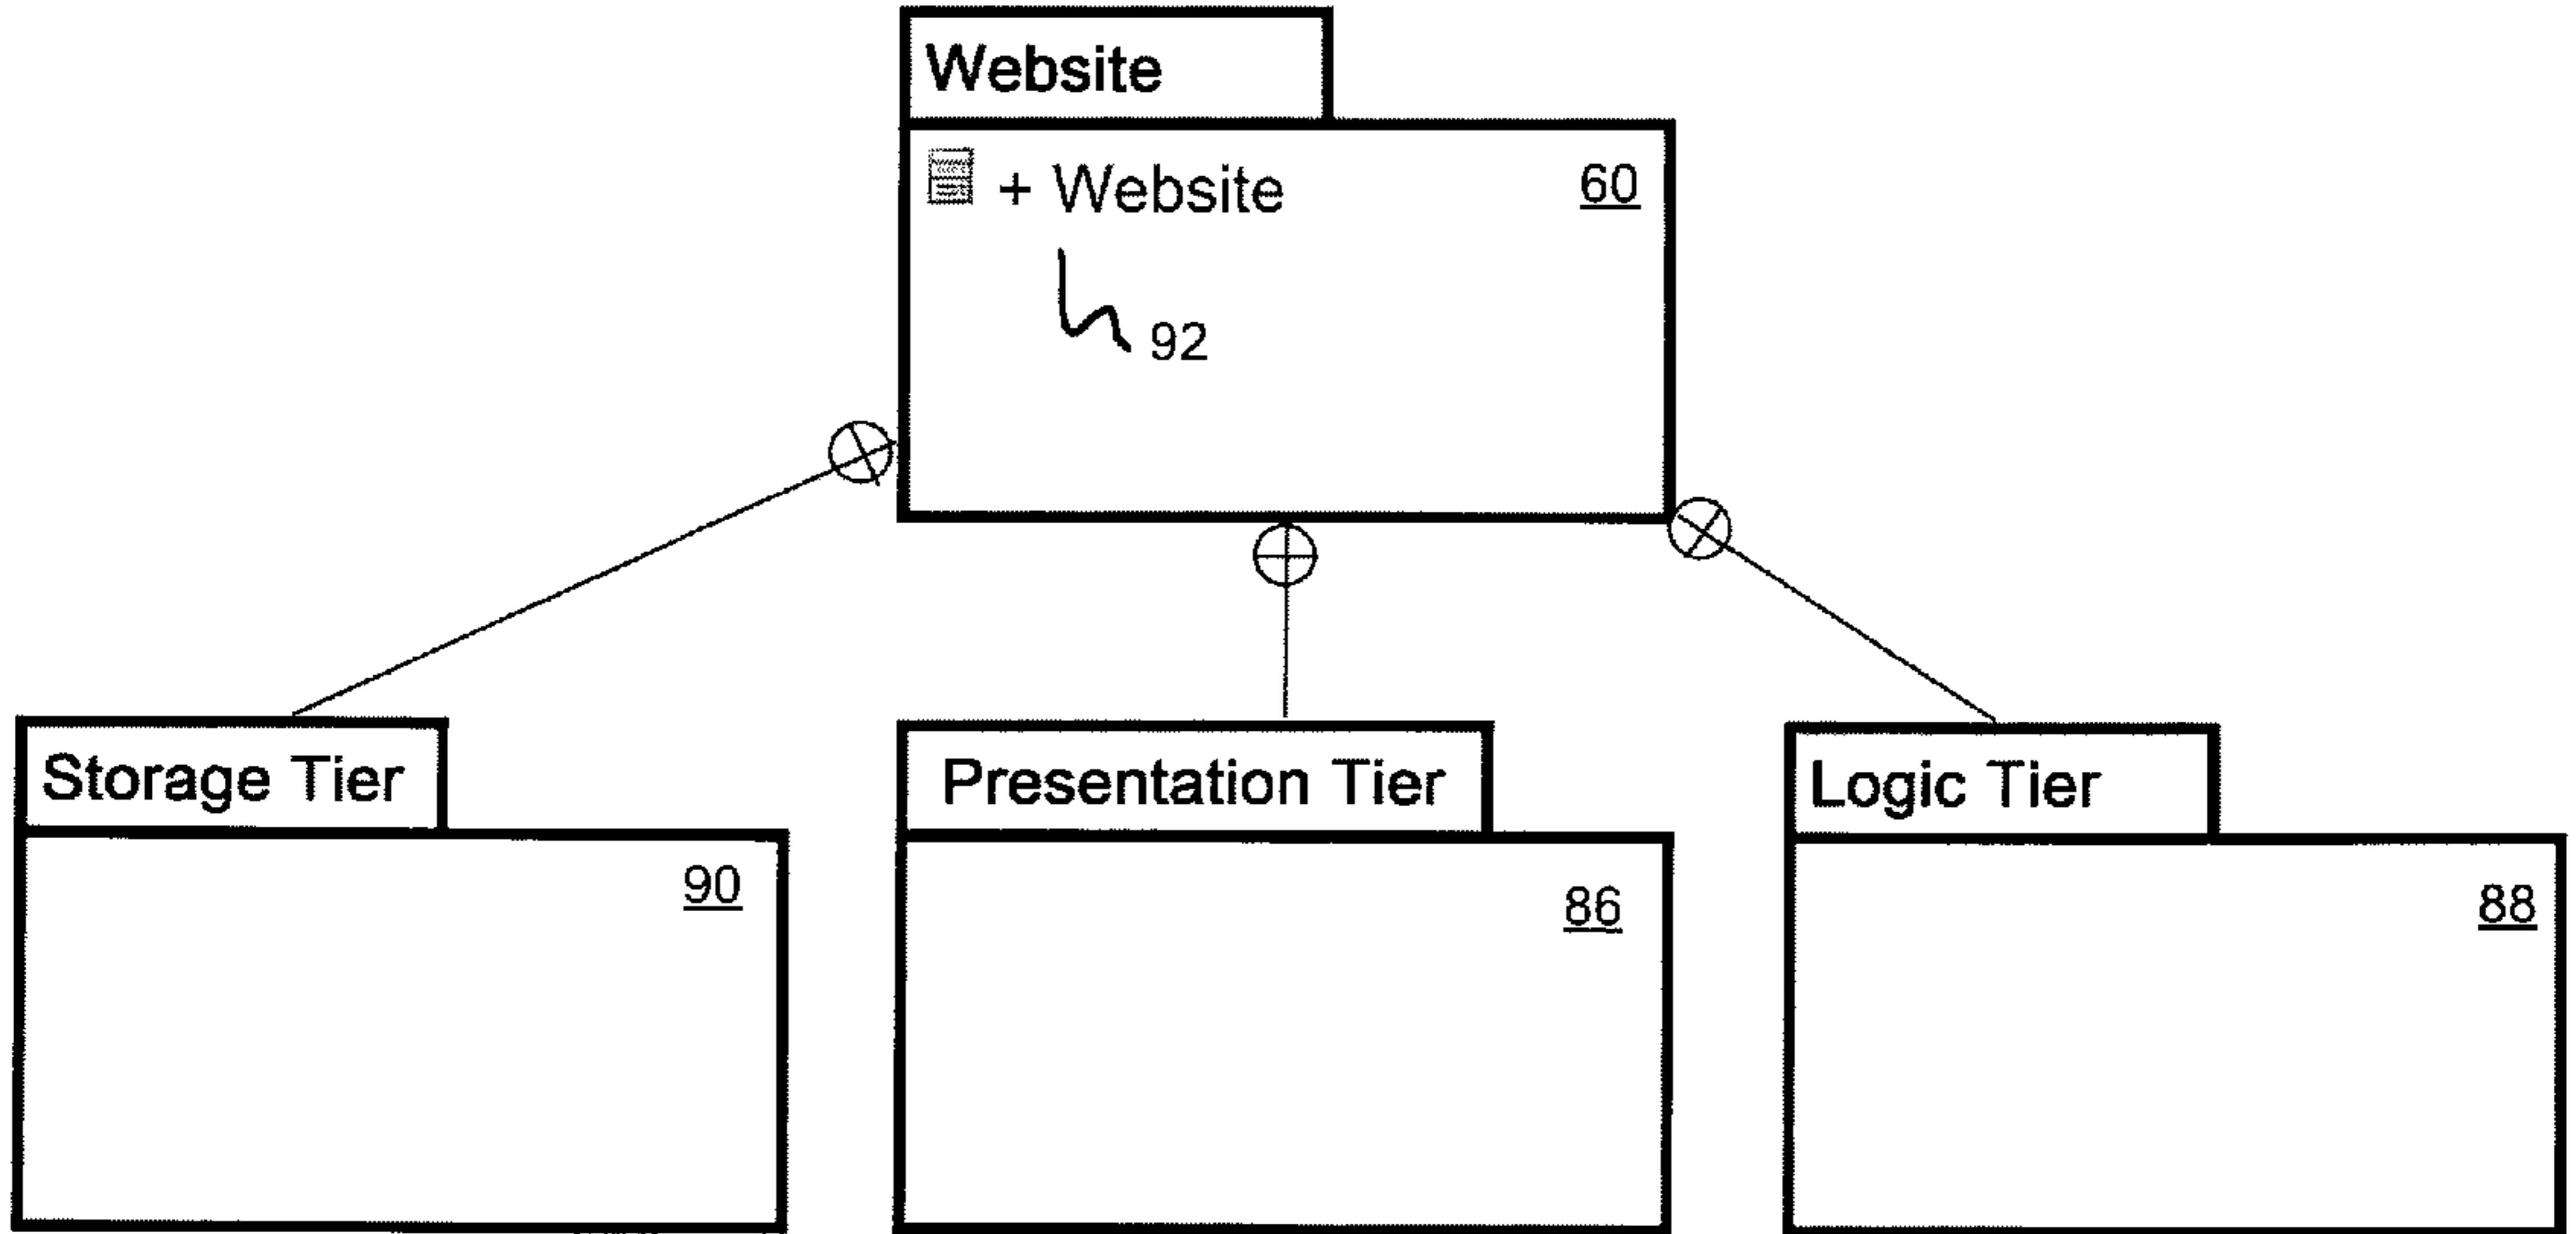 Website
+ Website
60
92
Storage Tier
90
Presentation Tier
86
Logic Tier
88